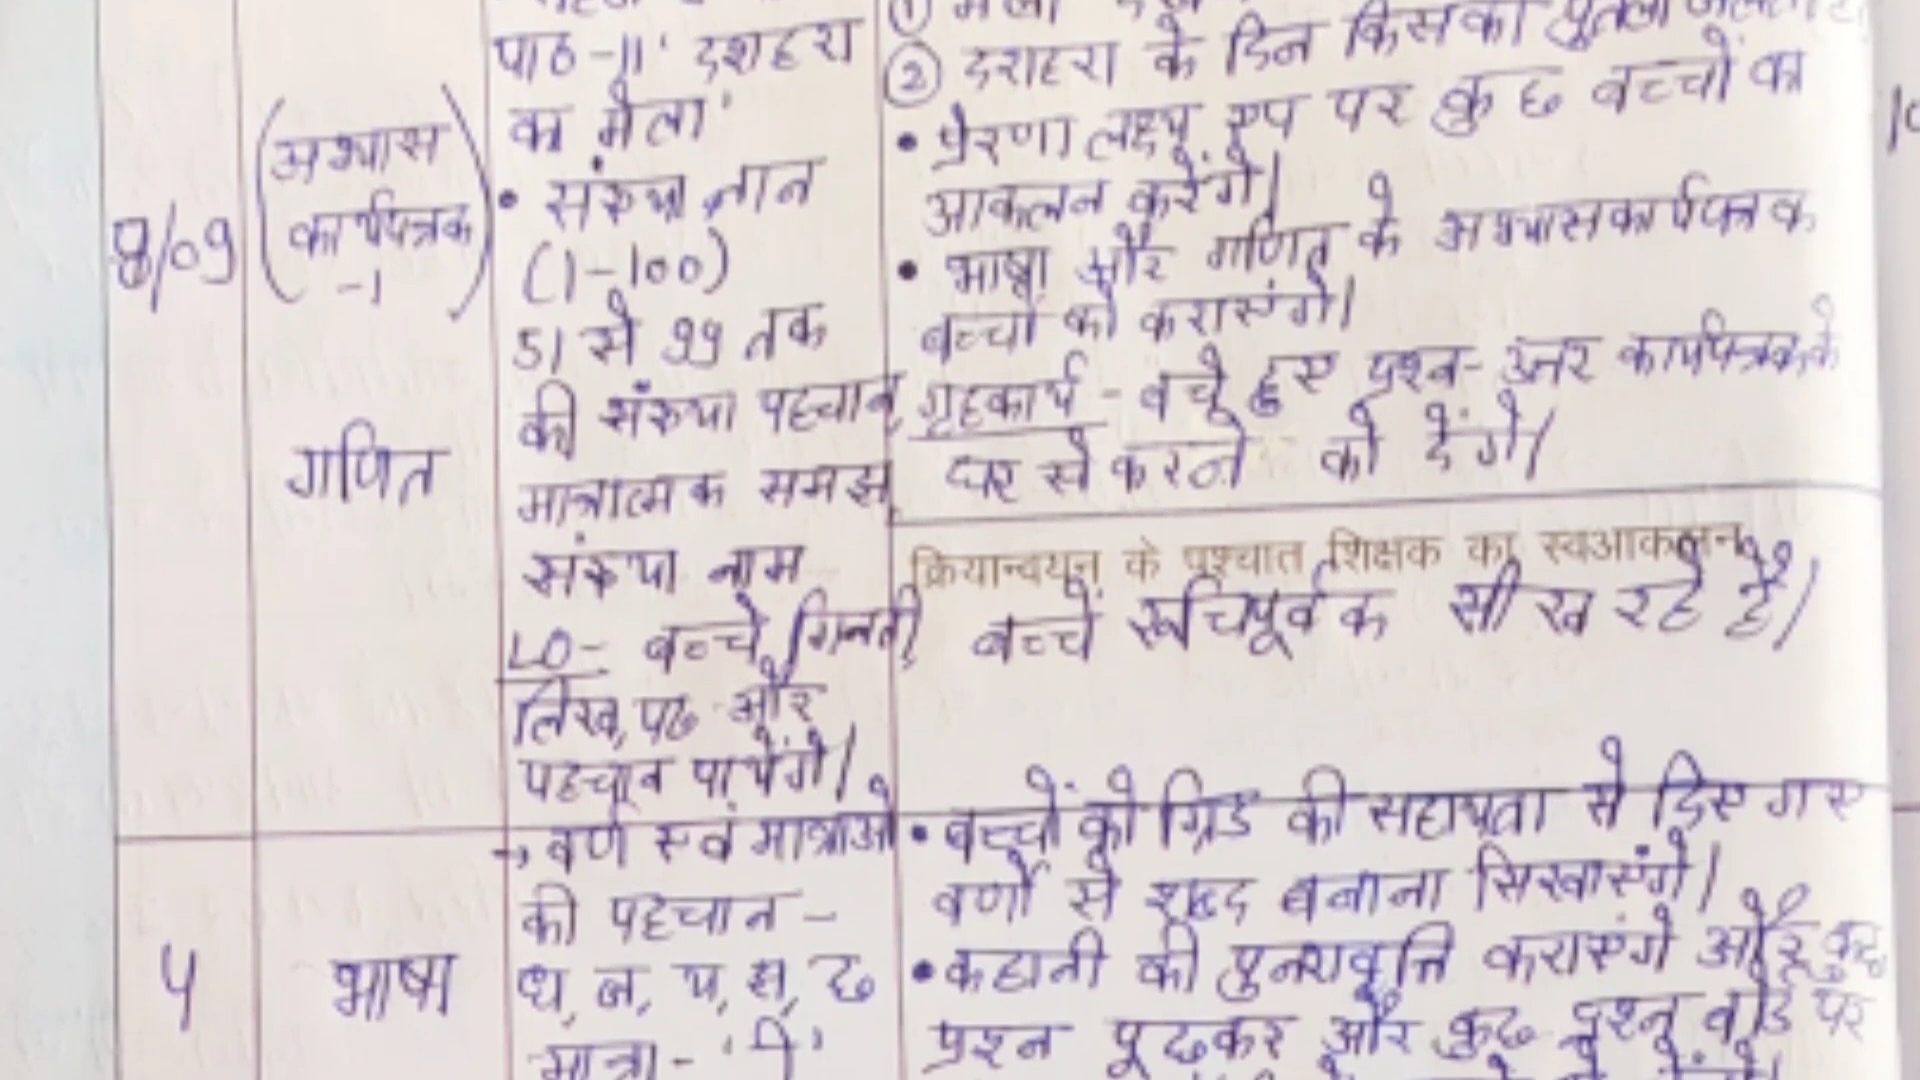 पाठ-11' दशहरा
का मेला'
8/09
(अभ्यास
कार्यपत्रक
-1)
• संख्या ज्ञान
(1-100)
51 से 99 तक
की संख्या पहचान,
गणित
मात्रात्मक समझ,
संख्या नाम
LO- बच्चे गिनती
लिख, पढ़ और
पहचान पायेंगे।
② दशहरा के दिन किसका पुतला
• प्रेरणा लक्ष्य एप पर कुछ बच्चों का
आकलन करेंगे।
• भाषा और गणित के अभ्यासकार्यपत्रक
बच्चों को कराएंगे।
गृहकार्य - बचे हुए प्रश्न-उत्तर कार्यपत्रक के
घर से करने को देंगे।
क्रियान्वयन के पश्चात शिक्षक का स्वआकलन
बच्चें रूचिपूर्वक सीख रहे हैं।
4
भाषा
→ वर्ण एवं मात्राओं
की पहचान -
मात्रा - 'ी'
• बच्चों को ग्रिड की सहायता से दिए गए
वर्णों से शब्द बनाना सिखाएंगे।
• कहानी की पुनरावृत्ति कराएंगे और कुछ
प्रश्न पूछकर और कुछ प्रश्न बोर्ड पर